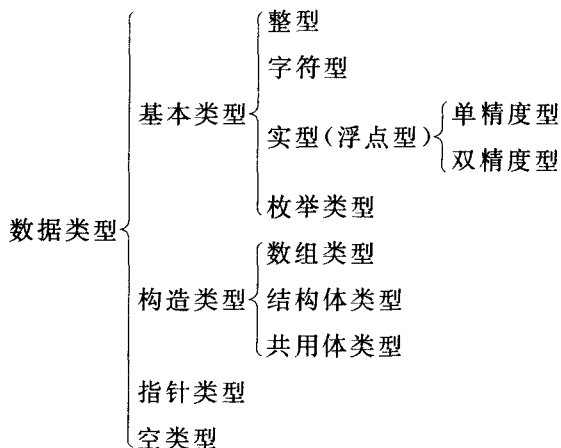 整型
字符型
基本类型
实型(浮点型)
单精度型
双精度型
枚举类型
数据类型
数组类型
构造类型
结构体类型
共用体类型
指针类型
空类型